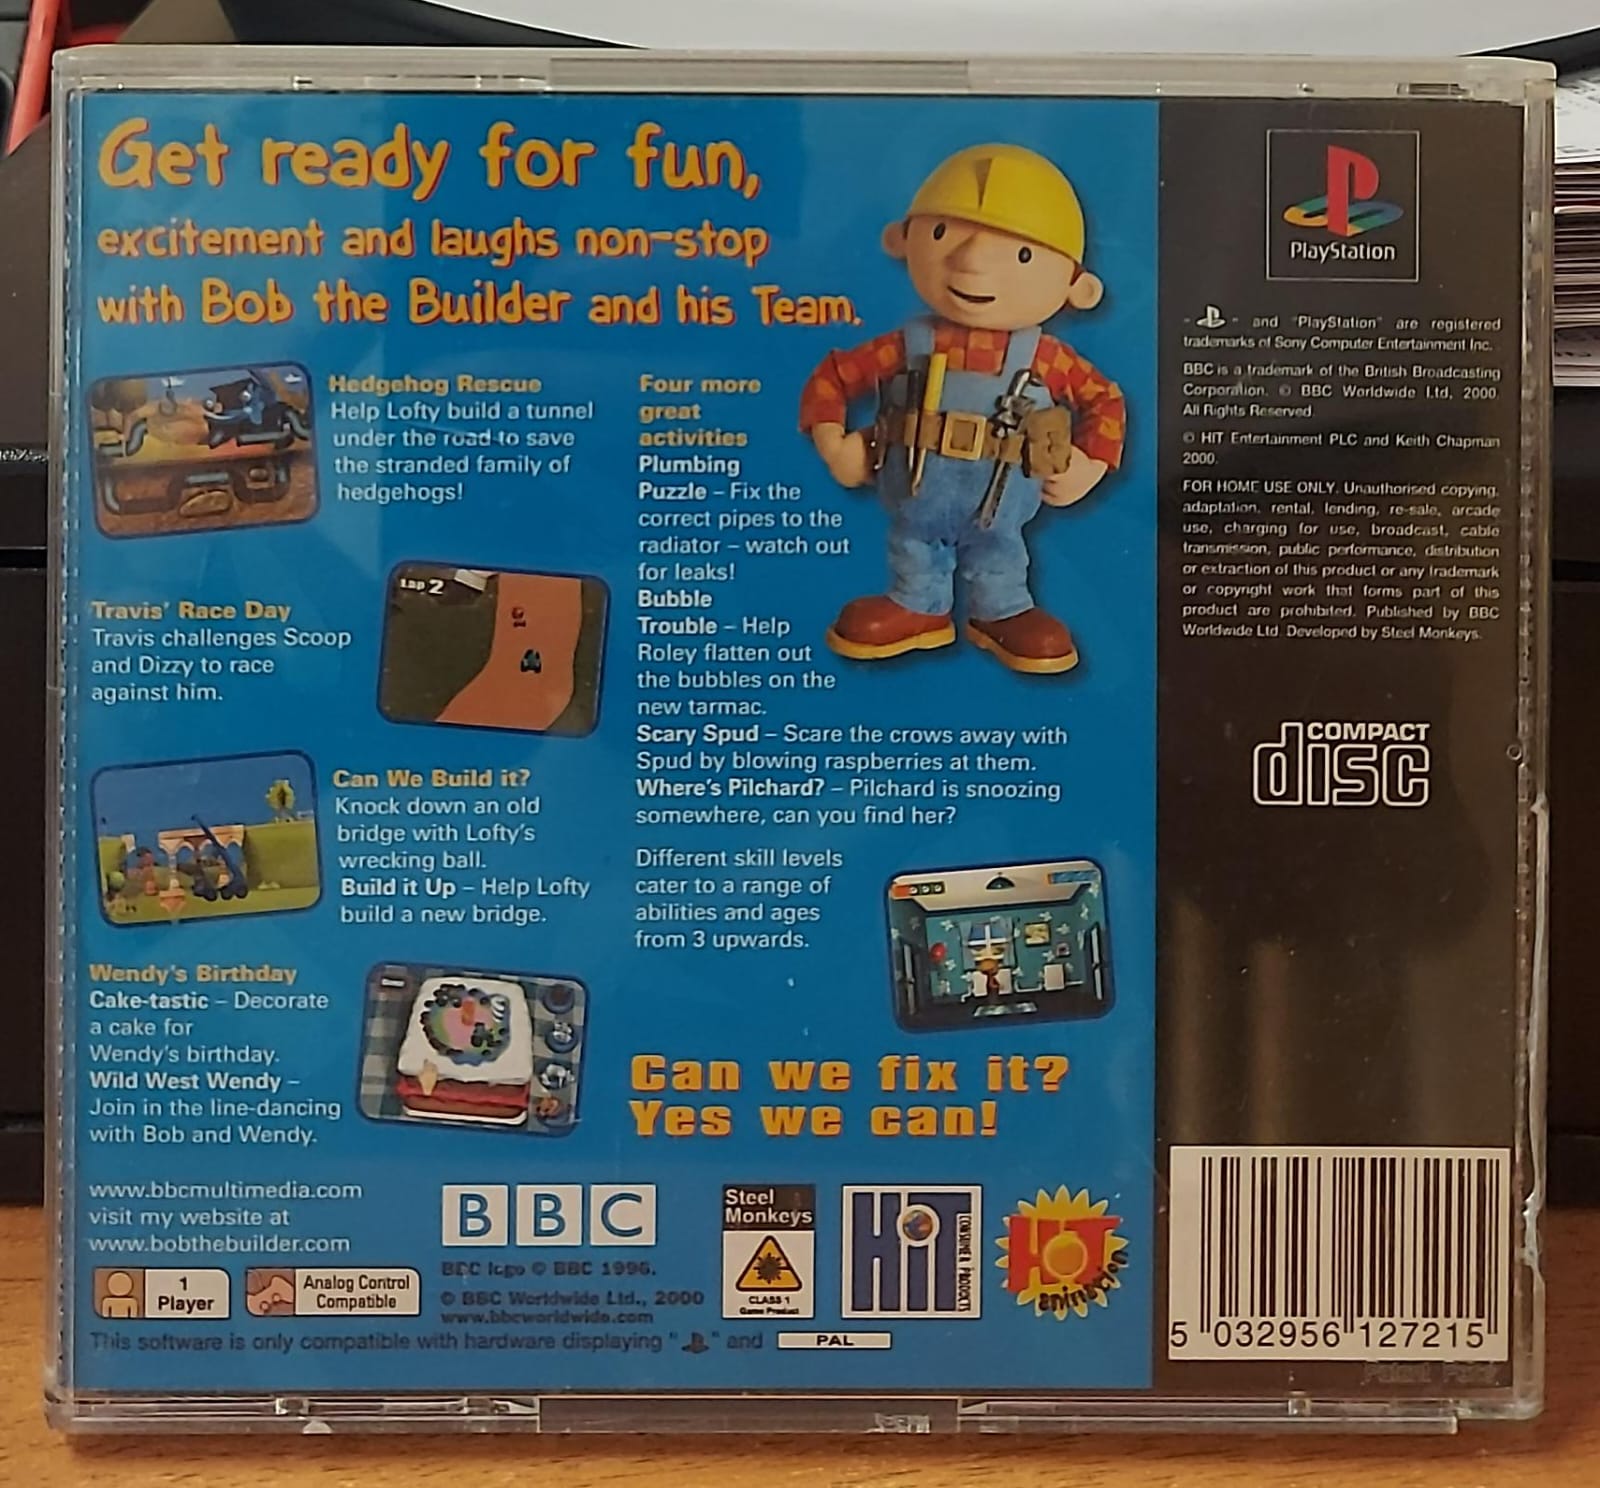 Get ready for fun,
excitement and laughs non-stop
with Bob the Builder and his Team.
Hedgehog Rescue
Help Lofty build a tunnel
under the road to save
the stranded family of
hedgehogs!
Lap 2
Travis' Race Day
Travis challenges Scoop
and Dizzy to race
against him.
Can We Build it?
Knock down an old
bridge with Lofty's
wrecking ball.
Build it Up – Help Lofty
build a new bridge.
Wendy's Birthday
Cake-tastic – Decorate
a cake for
Wendy's birthday.
Wild West Wendy –
Join in the line-dancing
with Bob and Wendy.
Four more
great
activities
Plumbing
Puzzle – Fix the
correct pipes to the
radiator – watch out
for leaks!
Bubble
Trouble – Help
Roley flatten out
the bubbles on the
new tarmac.
Scary Spud – Scare the crows away with
Spud by blowing raspberries at them.
Where's Pilchard? – Pilchard is snoozing
somewhere, can you find her?
Different skill levels
cater to a range of
abilities and ages
from 3 upwards.
Can we fix it?
Yes we can!
www.bbcmultimedia.com
visit my website at
www.bobthebuilder.com
1
Player
Analog Control
Compatible
BBC
BBC logo © BBC 1996.
© BBC Worldwide Ltd., 2000
www.bbcworldwide.com
Steel
Monkeys
CLASS 1
Game Product
HiT
CONSUMER PRODUCTS
HOT
animation
This software is only compatible with hardware displaying " " and PAL
PlayStation
" " and "PlayStation" are registered
trademarks of Sony Computer Entertainment Inc.
BBC is a trademark of the British Broadcasting
Corporation. © BBC Worldwide Ltd, 2000.
All Rights Reserved.
© HIT Entertainment PLC and Keith Chapman
2000.
FOR HOME USE ONLY. Unauthorised copying,
adaptation, rental, lending, re-sale, arcade
use, charging for use, broadcast, cable
transmission, public performance, distribution
or extraction of this product or any trademark
or copyright work that forms part of this
product are prohibited. Published by BBC
Worldwide Ltd. Developed by Steel Monkeys.
COMPACT
disc
5 032956 127215